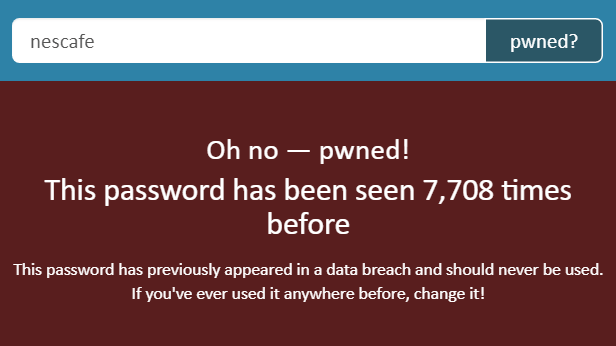 nescafe
pwned?
Oh no — pwned!
This password has been seen 7,708 times
before
This password has previously appeared in a data breach and should never be used.
If you've ever used it anywhere before, change it!